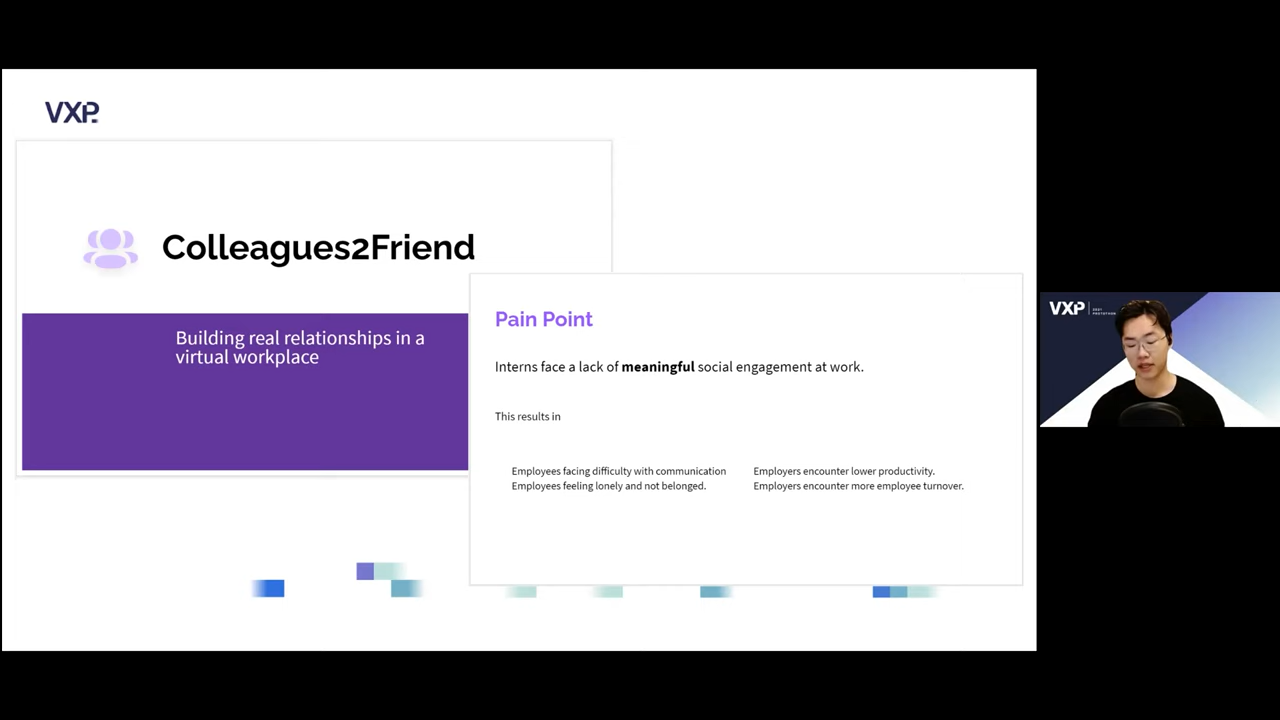 VXP
Colleagues2Friend
Building real relationships in a
virtual workplace
Pain Point
Interns face a lack of meaningful social engagement at work.
This results in
Employees facing difficulty with communication
Employees feeling lonely and not belonged.
Employers encounter lower productivity.
Employers encounter more employee turnover.
VXP
2021
PROTOTHON